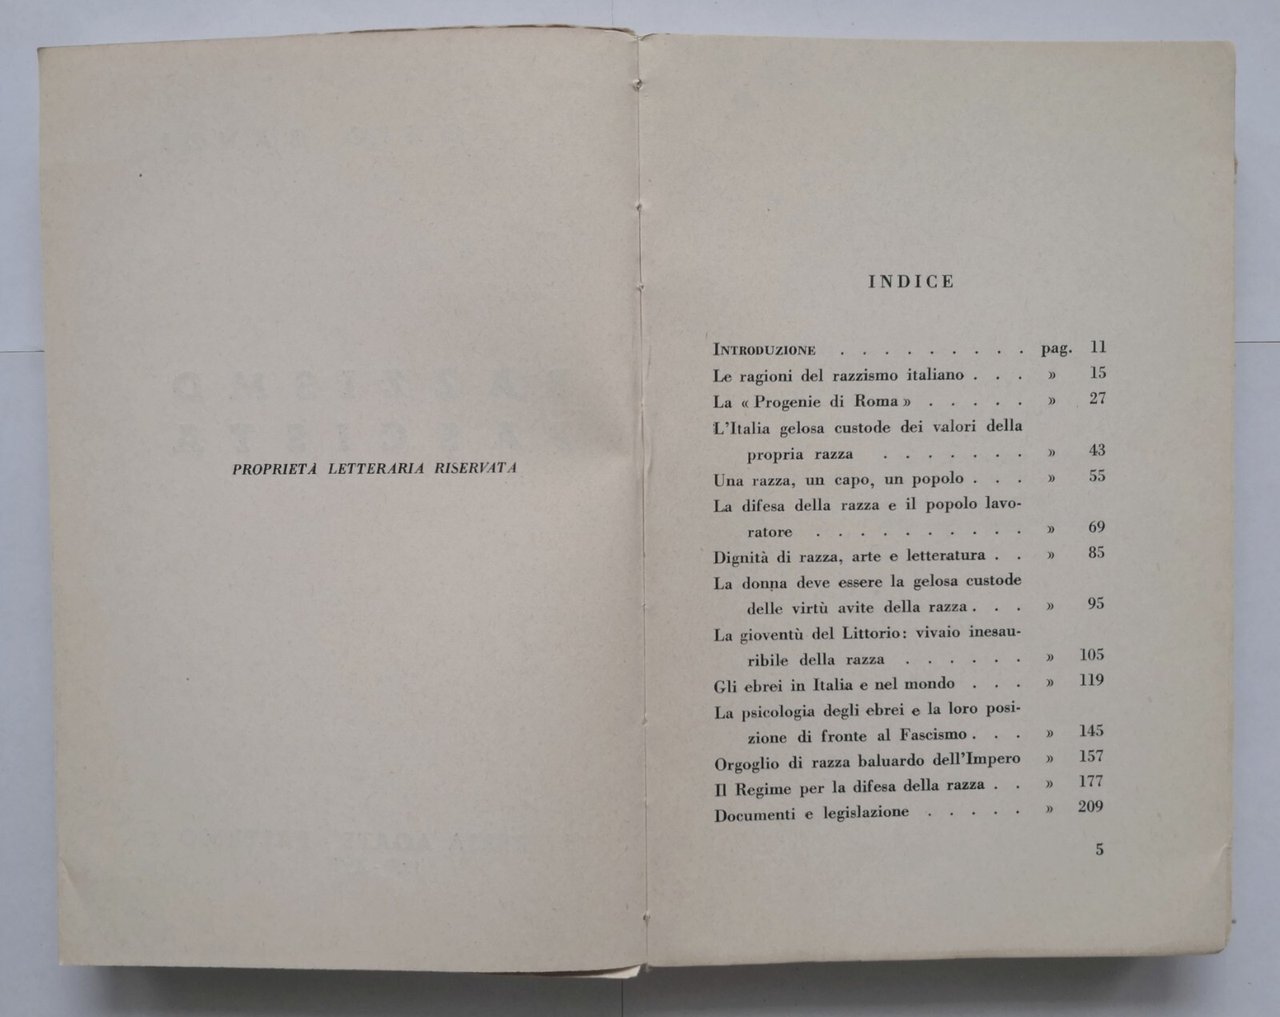 PROPRIETÀ LETTERARIA RISERVATA
INDICE
INTRODUZIONE . . . . . . . . . pag. 11
Le ragioni del razzismo italiano . . . » 15
La « Progenie di Roma » . . . . . » 27
L'Italia gelosa custode dei valori della
propria razza . . . . . . . » 43
Una razza, un capo, un popolo . . . » 55
La difesa della razza e il popolo lavo-
ratore . . . . . . . . . . » 69
Dignità di razza, arte e letteratura . . » 85
La donna deve essere la gelosa custode
delle virtù avite della razza . . . » 95
La gioventù del Littorio: vivaio inesau-
ribile della razza . . . . . . » 105
Gli ebrei in Italia e nel mondo . . . » 119
La psicologia degli ebrei e la loro posi-
zione di fronte al Fascismo . . . » 145
Orgoglio di razza baluardo dell'Impero » 157
Il Regime per la difesa della razza . . » 177
Documenti e legislazione . . . . . » 209
5